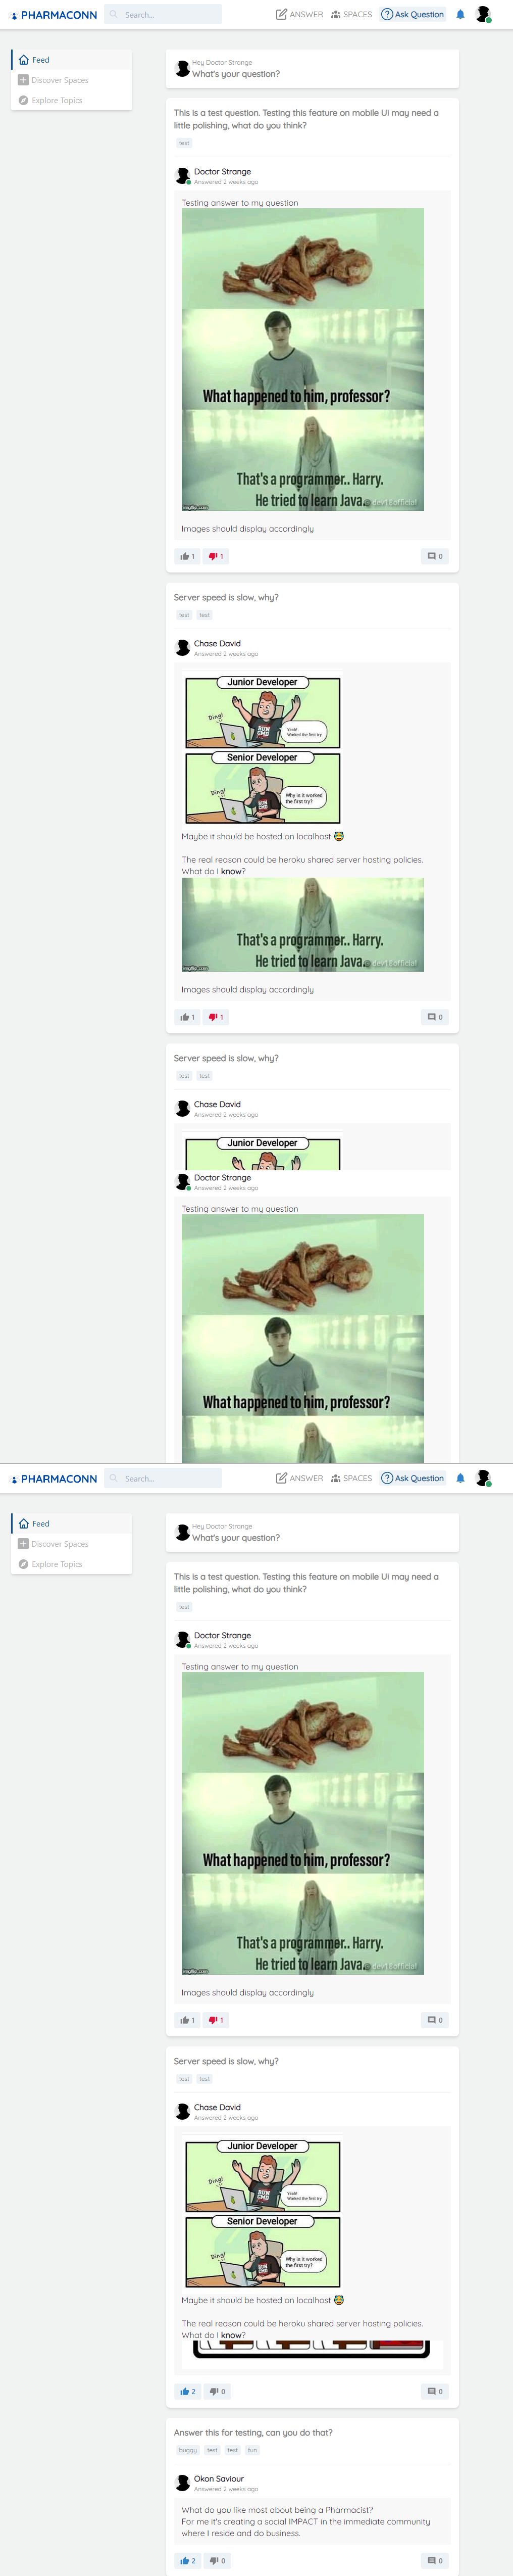 PHARMACONN
Search...
ANSWER
SPACES
Ask Question
Feed
Discover Spaces
Explore Topics
Hey Doctor Strange
What's your question?
This is a test question. Testing this feature on mobile Ui may need a
little polishing, what do you think?
test
Doctor Strange
Answered 2 weeks ago
Testing answer to my question
What happened to him, professor?
That's a programmer.. Harry.
He tried to learn Java.
dev18official
imgflip.com
Images should display accordingly
1
1
0
Server speed is slow, why?
test test
Chase David
Answered 2 weeks ago
Junior Developer
Ding!
Yeah!
Worked the first try.
Senior Developer
Ding!
Why is it worked
the first try?
Maybe it should be hosted on localhost
The real reason could be heroku shared server hosting policies.
What do I know?
That's a programmer.. Harry.
He tried to learn Java.
dev18official
imgflip.com
Images should display accordingly
1
1
0
Server speed is slow, why?
test test
Chase David
Answered 2 weeks ago
Junior Developer
Doctor Strange
Answered 2 weeks ago
Testing answer to my question
What happened to him, professor?
PHARMACONN
Search...
ANSWER
SPACES
Ask Question
Feed
Discover Spaces
Explore Topics
Hey Doctor Strange
What's your question?
This is a test question. Testing this feature on mobile Ui may need a
little polishing, what do you think?
test
Doctor Strange
Answered 2 weeks ago
Testing answer to my question
What happened to him, professor?
That's a programmer.. Harry.
He tried to learn Java.
dev18official
imgflip.com
Images should display accordingly
1
1
0
Server speed is slow, why?
test test
Chase David
Answered 2 weeks ago
Junior Developer
Ding!
Yeah!
Worked the first try.
Senior Developer
Ding!
Why is it worked
the first try?
Maybe it should be hosted on localhost
The real reason could be heroku shared server hosting policies.
What do I know?
2
0
0
Answer this for testing, can you do that?
buggy test test fun
Okon Saviour
Answered 2 weeks ago
What do you like most about being a Pharmacist?
For me it's creating a social IMPACT in the immediate community
where I reside and do business.
2
0
0